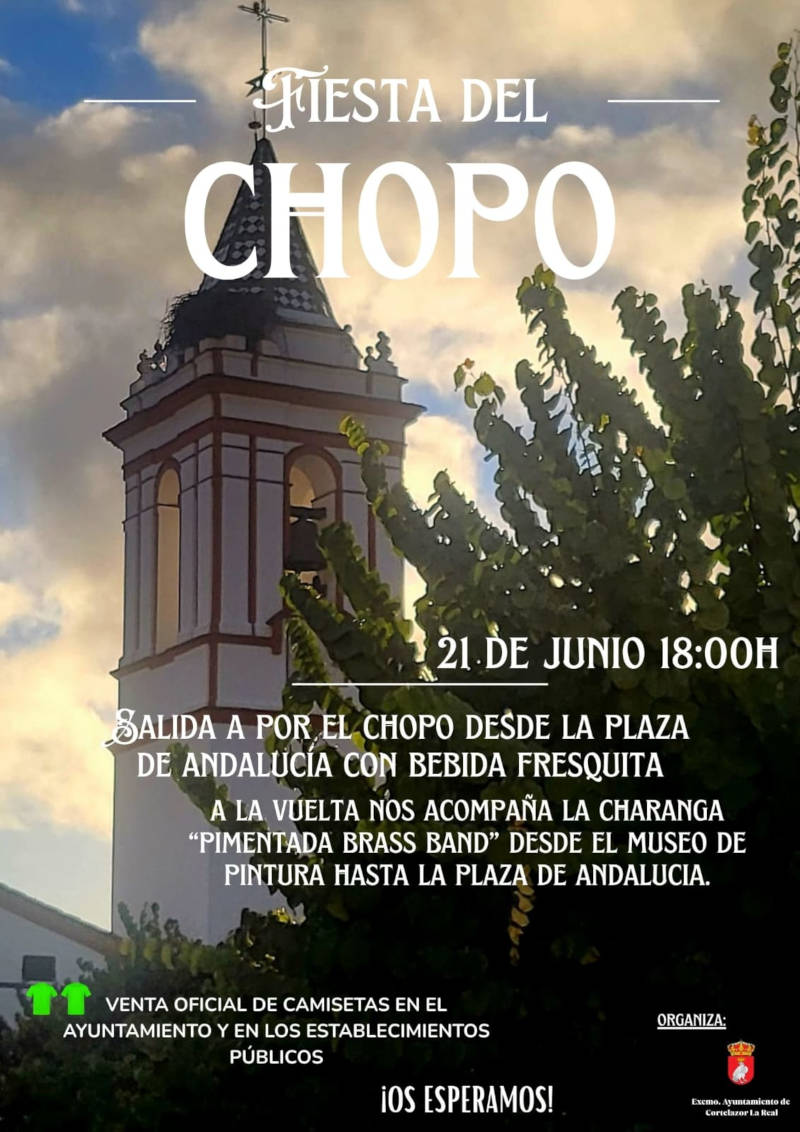 FIESTA DEL
CHOPO
21 DE JUNIO 18:00H
SALIDA A POR EL CHOPO DESDE LA PLAZA
DE ANDALUCÍA CON BEBIDA FRESQUITA
A LA VUELTA NOS ACOMPAÑA LA CHARANGA
“PIMENTADA BRASS BAND” DESDE EL MUSEO DE
PINTURA HASTA LA PLAZA DE ANDALUCIA.
VENTA OFICIAL DE CAMISETAS EN EL
AYUNTAMIENTO Y EN LOS ESTABLECIMIENTOS
PÚBLICOS
ORGANIZA:
Excmo. Ayuntamiento de
Cortelazor La Real
¡OS ESPERAMOS!